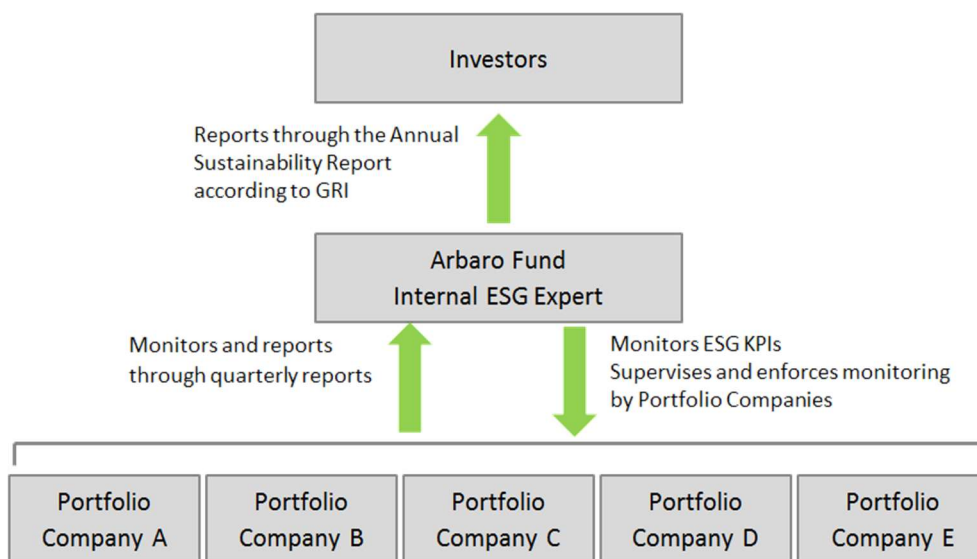 Investors
Reports through the Annual
Sustainability Report
according to GRI
Arbaro Fund
Internal ESG Expert
Monitors and reports
through quarterly reports
Monitors ESG KPIs
Supervises and enforces monitoring
by Portfolio Companies
Portfolio
Company A
Portfolio
Company B
Portfolio
Company C
Portfolio
Company D
Portfolio
Company E